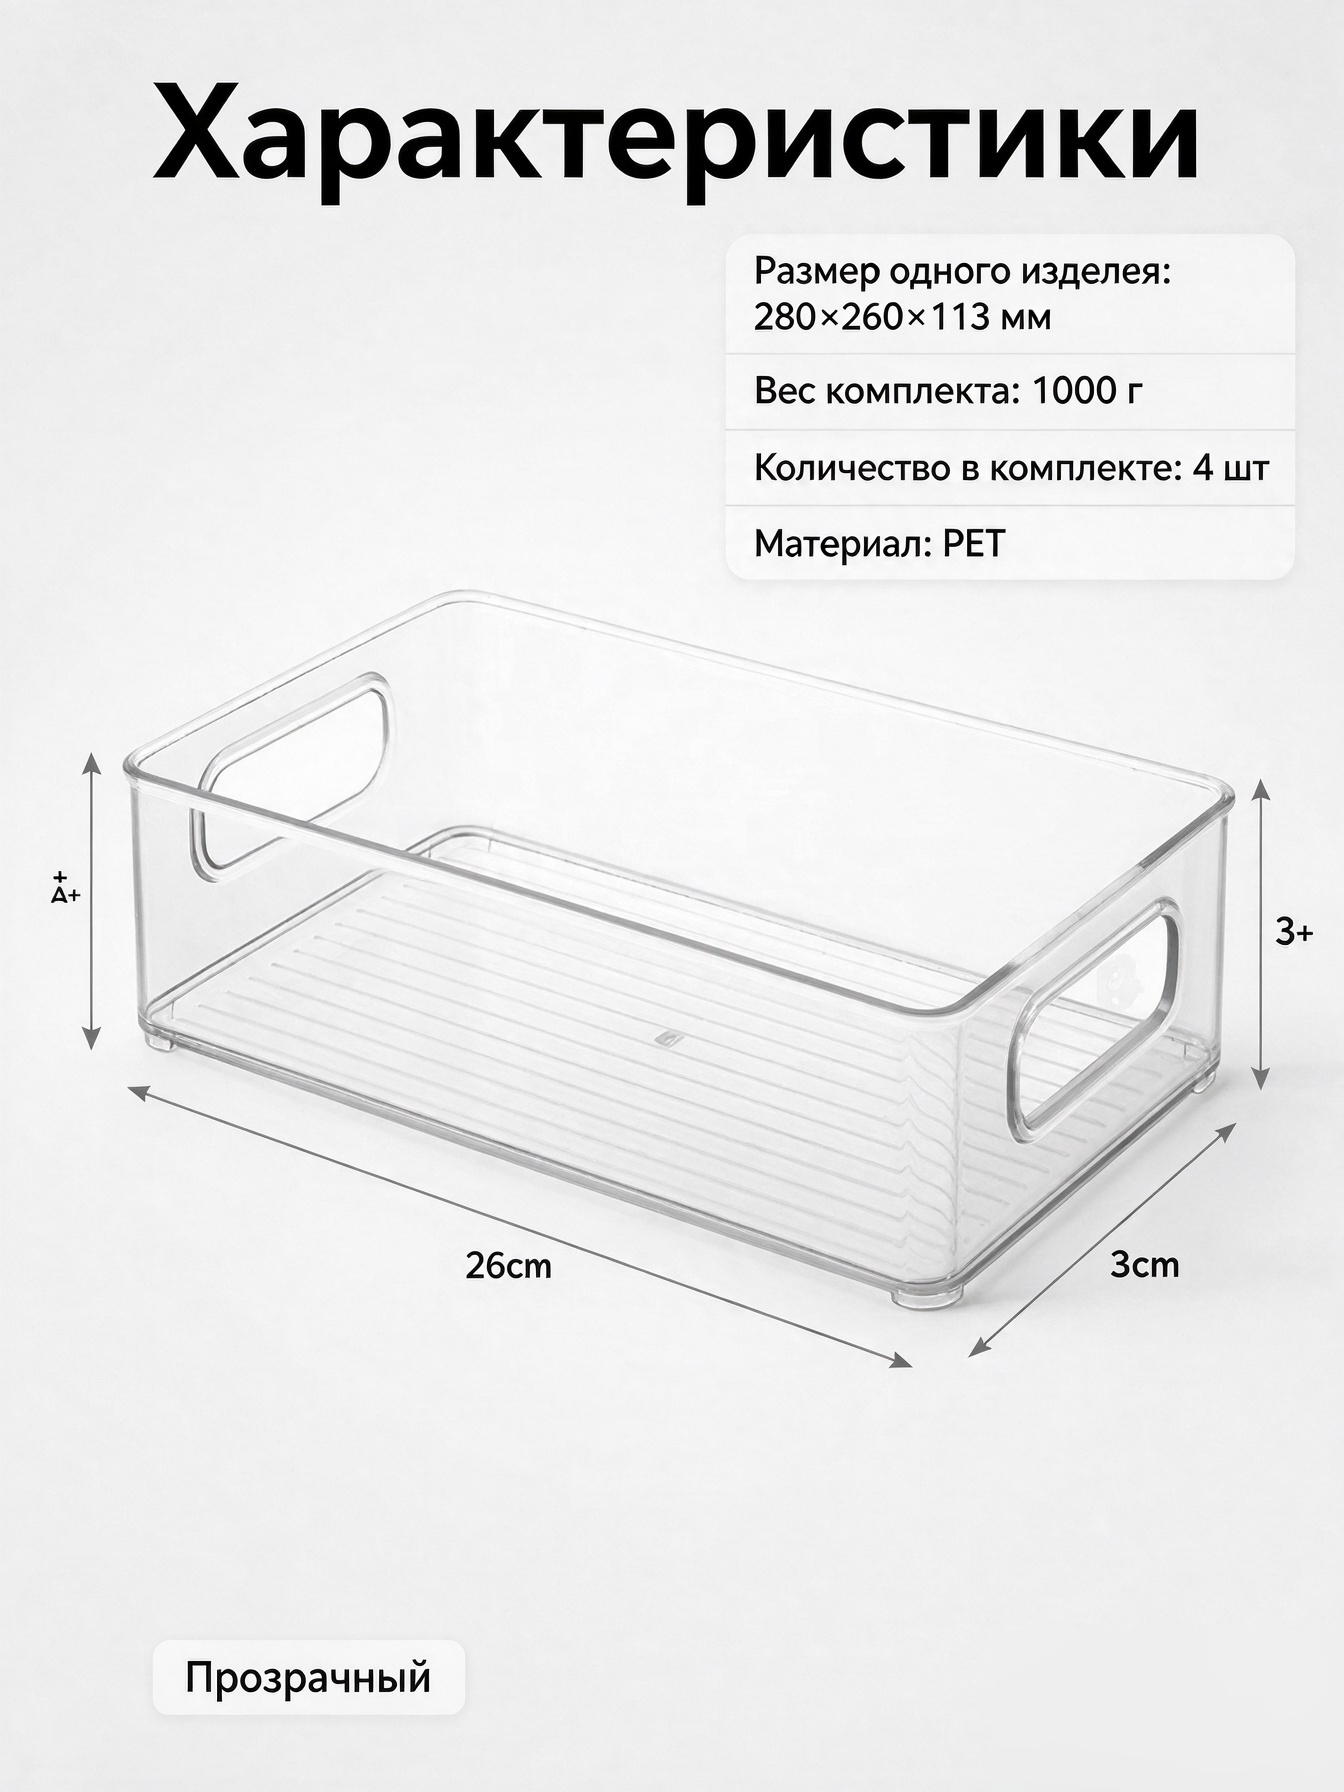 Характеристики
Размер одного изделея:
280×260×113 мм
Вес комплекта: 1000 г
Количество в комплекте: 4 шт
Материал: PET
3+
26cm
3cm
Прозрачный